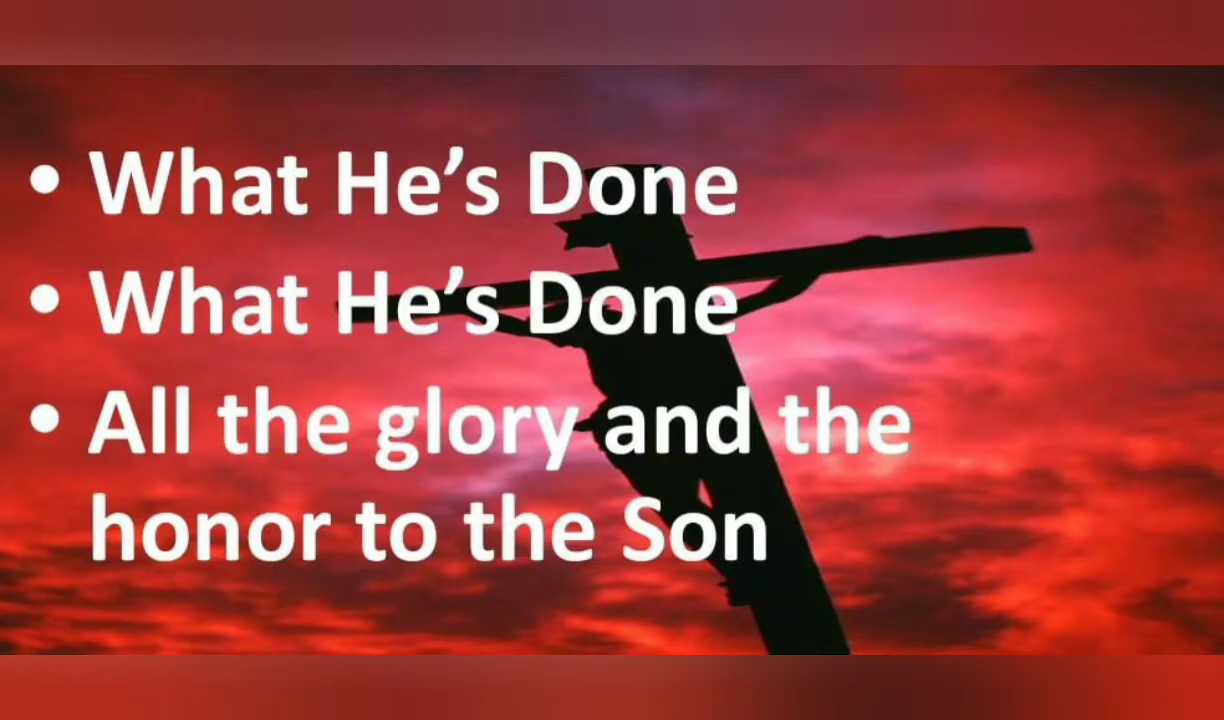 • What He’s Done
• What He’s Done
• All the glory and the
honor to the Son